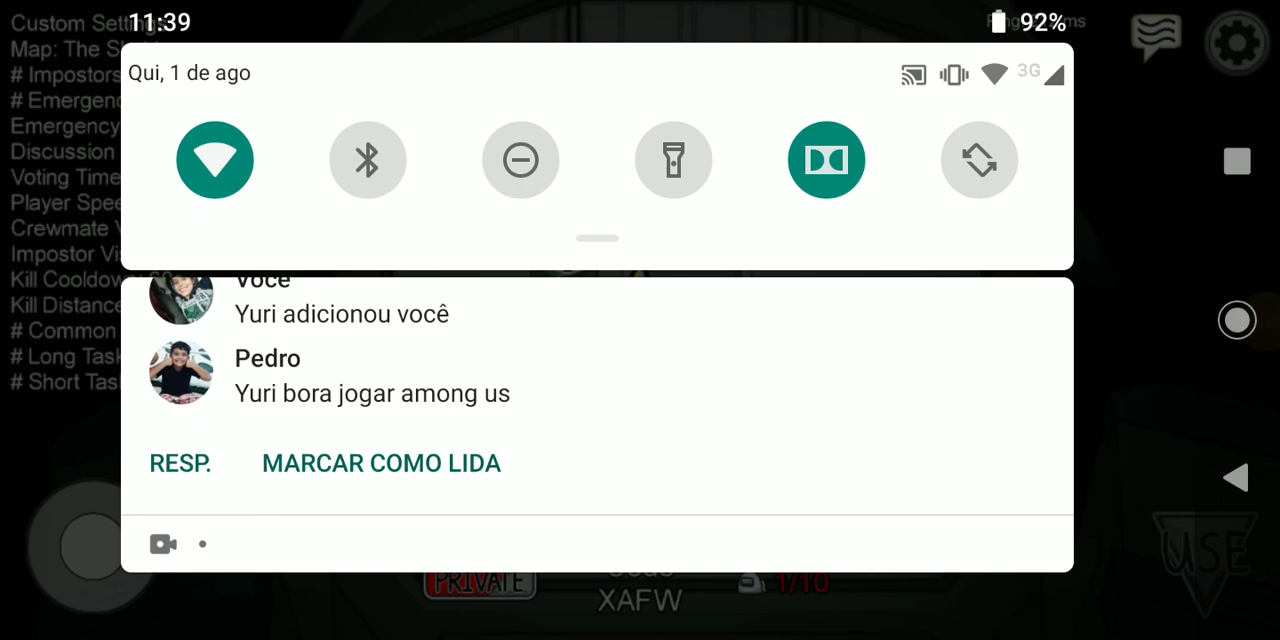 Custom Settings
11:39
92%
Map: The
# Impostors
# Emergenc
Emergency
Discussion
Voting Time
Player Spee
Crewmate V
Impostor Vi
Kill Cooldow
Kill Distance
# Common
# Long Task
# Short Tas
Qui, 1 de ago
3G
Você
Yuri adicionou você
Pedro
Yuri bora jogar among us
RESP.
MARCAR COMO LIDA
USE
PRIVATE
1/10
XAFW